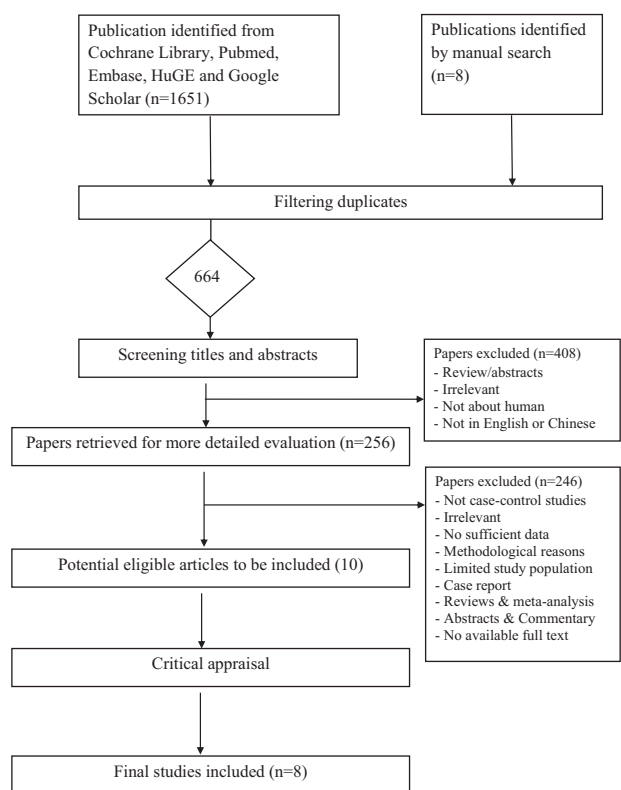 Publication identified from
Cochrane Library, Pubmed,
Embase, HuGE and Google
Scholar (n=1651)
Publications identified
by manual search
(n=8)
Filtering duplicates
664
Screening titles and abstracts
Papers excluded (n=408)
- Review/abstracts
- Irrelevant
- Not about human
- Not in English or Chinese
Papers retrieved for more detailed evaluation (n=256)
Papers excluded (n=246)
- Not case-control studies
- Irrelevant
- No sufficient data
- Methodological reasons
- Limited study population
- Case report
- Reviews & meta-analysis
- Abstracts & Commentary
- No available full text
Potential eligible articles to be included (10)
Critical appraisal
Final studies included (n=8)